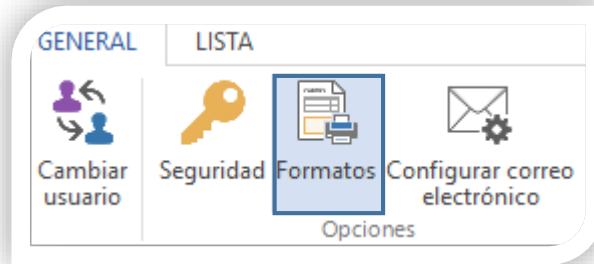 GENERAL LISTA
Cambiar usuario
Seguridad
Formatos
Configurar correo electrónico
Opciones